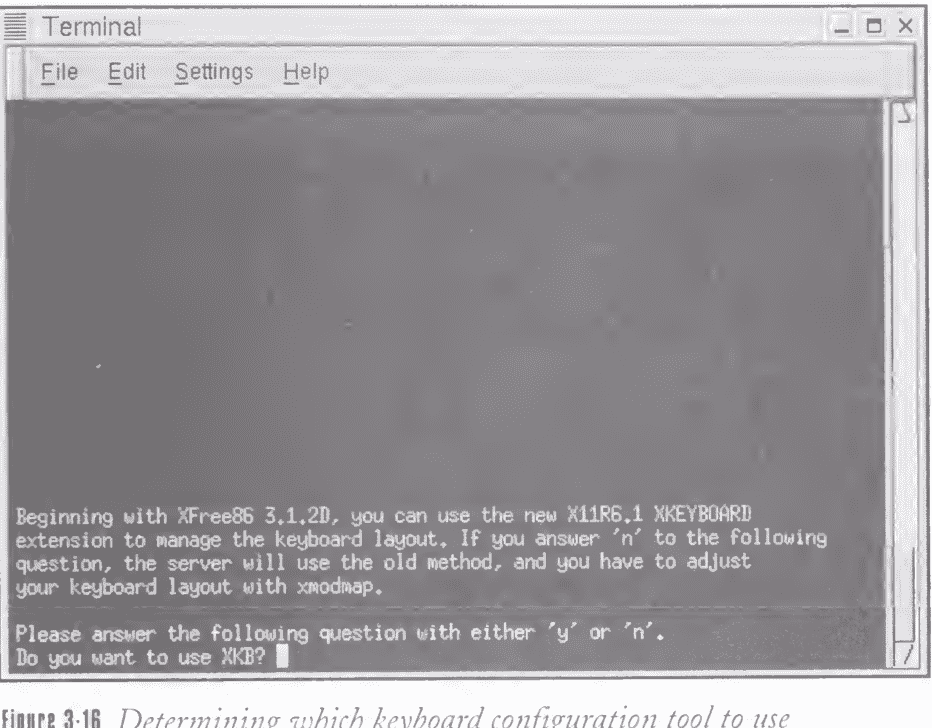 Terminal
File Edit Settings Help
Beginning with XFree86 3.1.2D, you can use the new X11R6.1 XKEYBOARD
extension to manage the keyboard layout. If you answer 'n' to the following
question, the server will use the old method, and you have to adjust
your keyboard layout with xmodmap.
Please answer the following question with either 'y' or 'n'.
Do you want to use XKB?
Figure 3-16 Determining which keyboard configuration tool to use